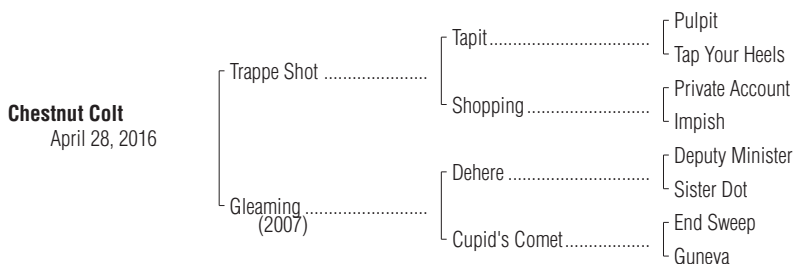 Pulpit
Tapit
Tap Your Heels
Trappe Shot
Private Account
Shopping
Impish
Chestnut Colt
April 28, 2016
Deputy Minister
Dehere
Sister Dot
Gleaming
(2007)
End Sweep
Cupid's Comet
Guneva